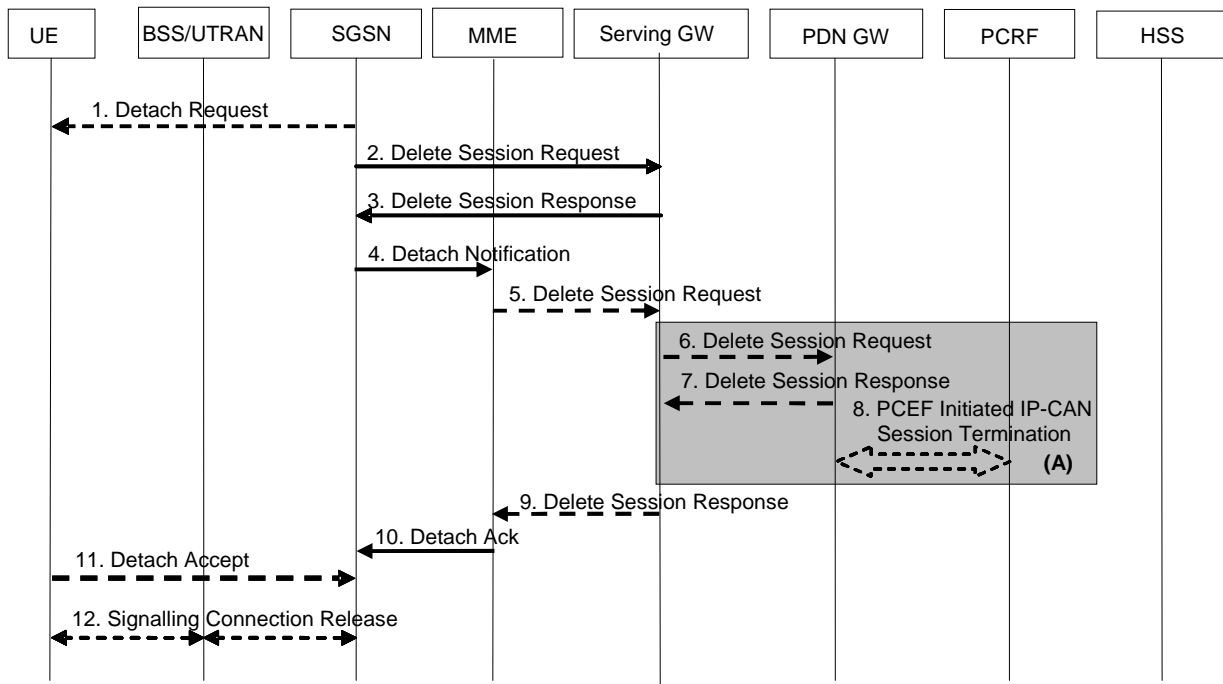 UE
BSS/UTRAN
SGSN
MME
Serving GW
PDN GW
PCRF
HSS
1. Detach Request
2. Delete Session Request
3. Delete Session Response
4. Detach Notification
5. Delete Session Request
6. Delete Session Request
7. Delete Session Response
8. PCEF Initiated IP-CAN
Session Termination
(A)
9. Delete Session Response
10. Detach Ack
11. Detach Accept
12. Signalling Connection Release